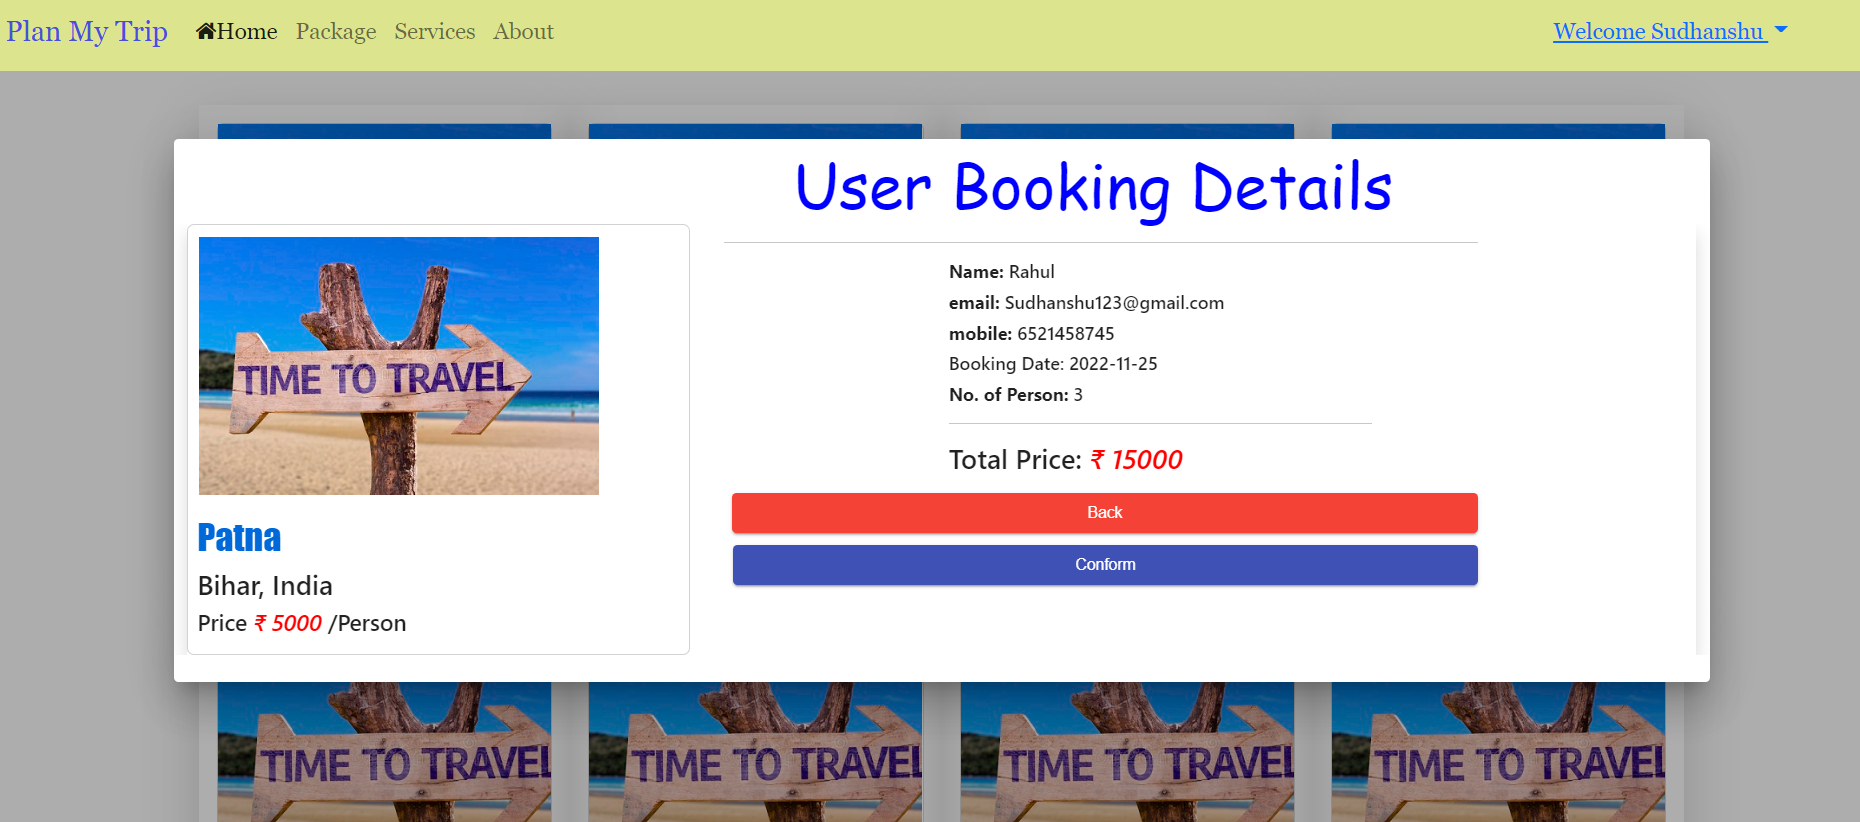 Plan My Trip Home Package Services About Welcome Sudhanshu
User Booking Details
TIME TO TRAVEL
Patna
Bihar, India
Price ₹ 5000 /Person
Name: Rahul
email: Sudhanshu123@gmail.com
mobile: 6521458745
Booking Date: 2022-11-25
No. of Person: 3
Total Price: ₹ 15000
Back
Conform
TIME TO TRAVEL
TIME TO TRAVEL
TIME TO TRAVEL
TIME TO TRAVEL